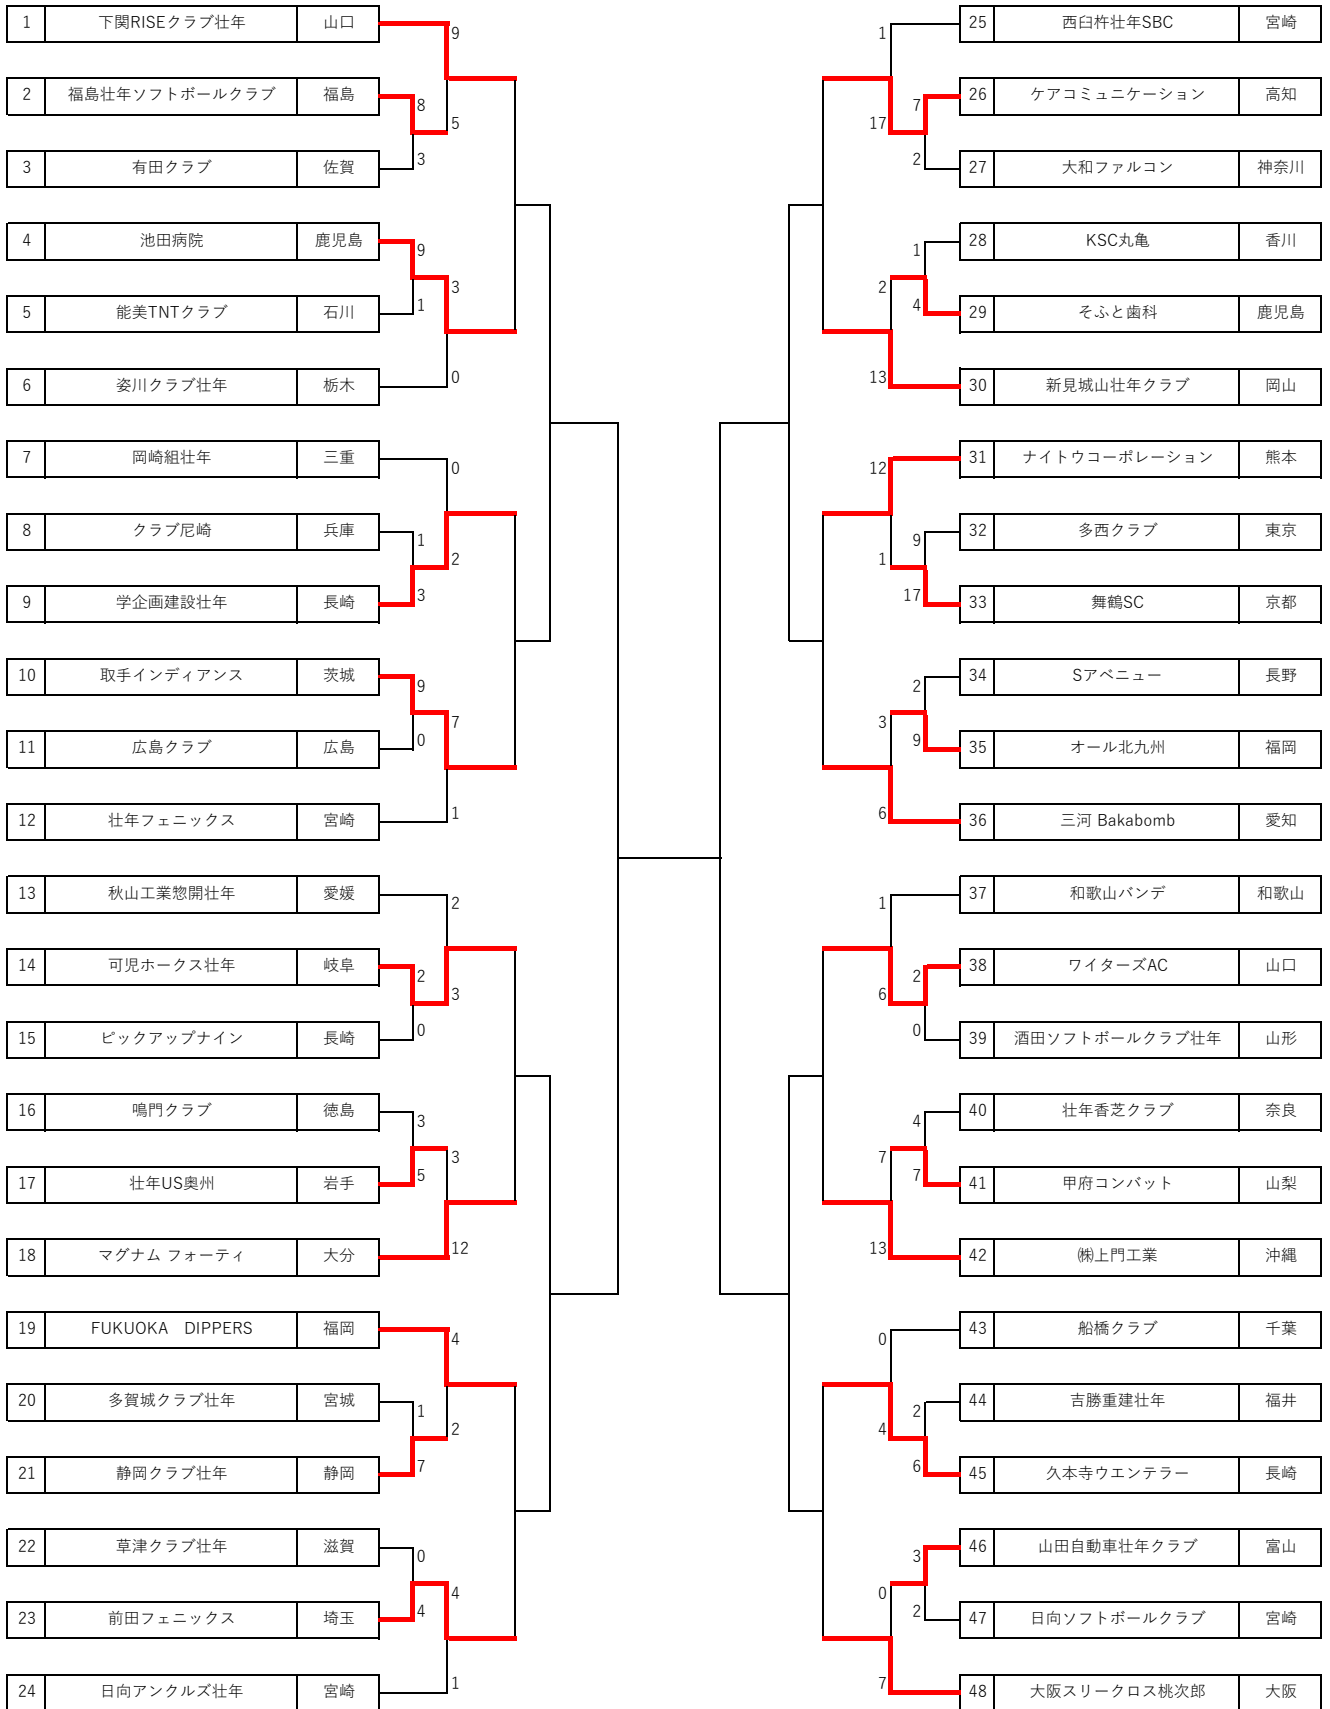 1 下関RISEクラブ壮年 山口
9
2 福島壮年ソフトボールクラブ 福島
8
5
3 有田クラブ 佐賀
3
4 池田病院 鹿児島
9
3
5 能美TNTクラブ 石川
1
6 姿川クラブ壮年 栃木
0
7 岡崎組壮年 三重
0
8 クラブ尼崎 兵庫
1
2
9 学企画建設壮年 長崎
3
10 取手インディアンス 茨城
9
7
11 広島クラブ 広島
0
12 壮年フェニックス 宮崎
1
13 秋山工業惣開壮年 愛媛
2
14 可児ホークス壮年 岐阜
2
3
15 ピックアップナイン 長崎
0
16 鳴門クラブ 徳島
3
3
17 壮年US奥州 岩手
5
18 マグナム フォーティ 大分
12
19 FUKUOKA　DIPPERS 福岡
4
20 多賀城クラブ壮年 宮城
1
2
21 静岡クラブ壮年 静岡
7
22 草津クラブ壮年 滋賀
0
4
23 前田フェニックス 埼玉
4
24 日向アンクルズ壮年 宮崎
1
25 西臼杵壮年SBC 宮崎
1
26 ケアコミュニケーション 高知
7
17
27 大和ファルコン 神奈川
2
28 KSC丸亀 香川
1
2
29 そふと歯科 鹿児島
4
30 新見城山壮年クラブ 岡山
13
31 ナイトウコーポレーション 熊本
12
32 多西クラブ 東京
9
1
33 舞鶴SC 京都
17
34 Sアベニュー 長野
2
3
35 オール北九州 福岡
9
36 三河 Bakabomb 愛知
6
37 和歌山バンデ 和歌山
1
38 ワイターズAC 山口
2
6
39 酒田ソフトボールクラブ壮年 山形
0
40 壮年香芝クラブ 奈良
4
7
41 甲府コンバット 山梨
7
42 ㈱上門工業 沖縄
13
43 船橋クラブ 千葉
0
44 吉勝重建壮年 福井
2
4
45 久本寺ウエンテラー 長崎
6
46 山田自動車壮年クラブ 富山
3
0
47 日向ソフトボールクラブ 宮崎
2
48 大阪スリークロス桃次郎 大阪
7